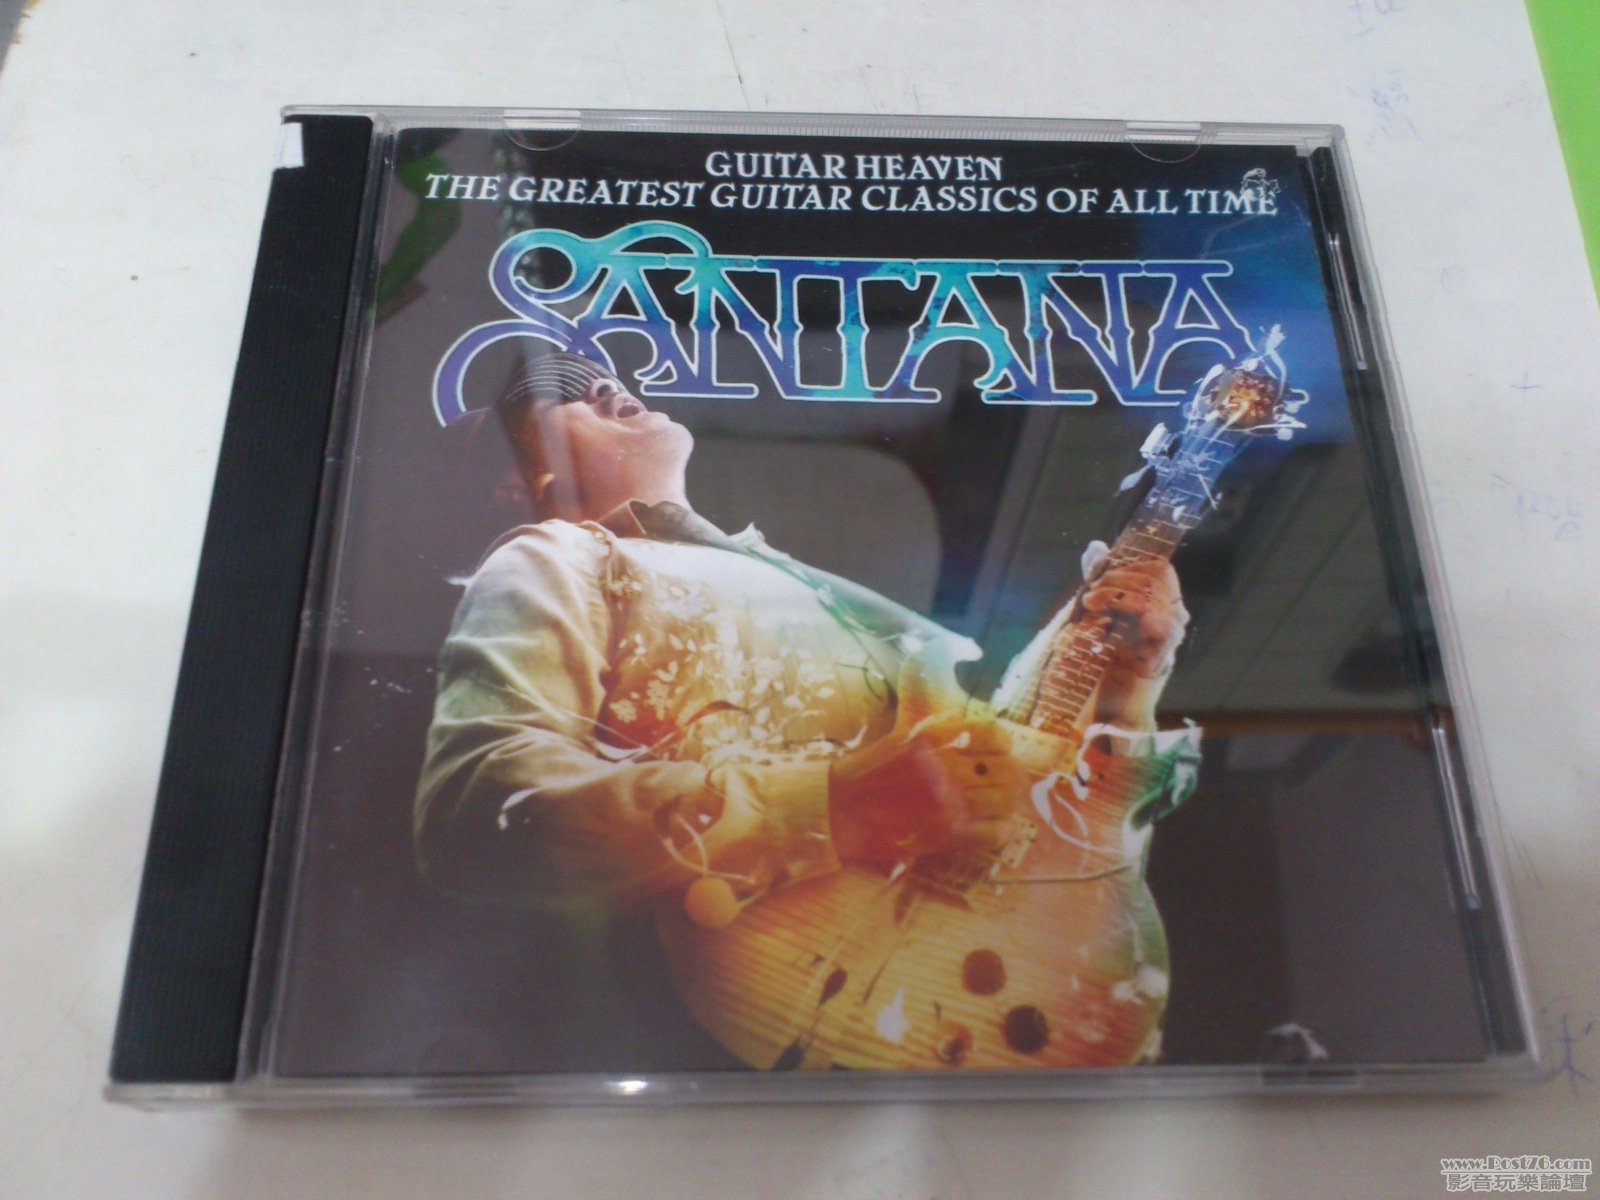 GUITAR HEAVEN
THE GREATEST GUITAR CLASSICS OF ALL TIME
SANTANA
www.Post76.com
影音玩樂論壇